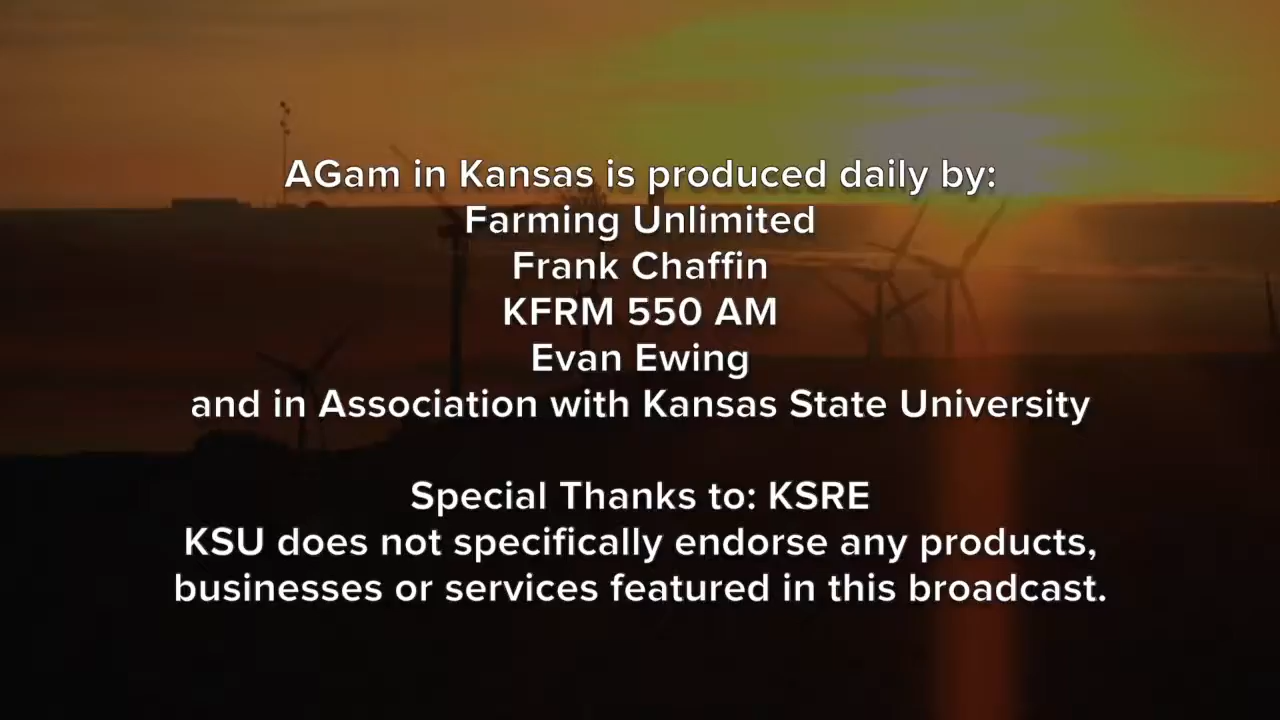 AGam in Kansas is produced daily by:
Farming Unlimited
Frank Chaffin
KFRM 550 AM
Evan Ewing
and in Association with Kansas State University
Special Thanks to: KSRE
KSU does not specifically endorse any products,
businesses or services featured in this broadcast.